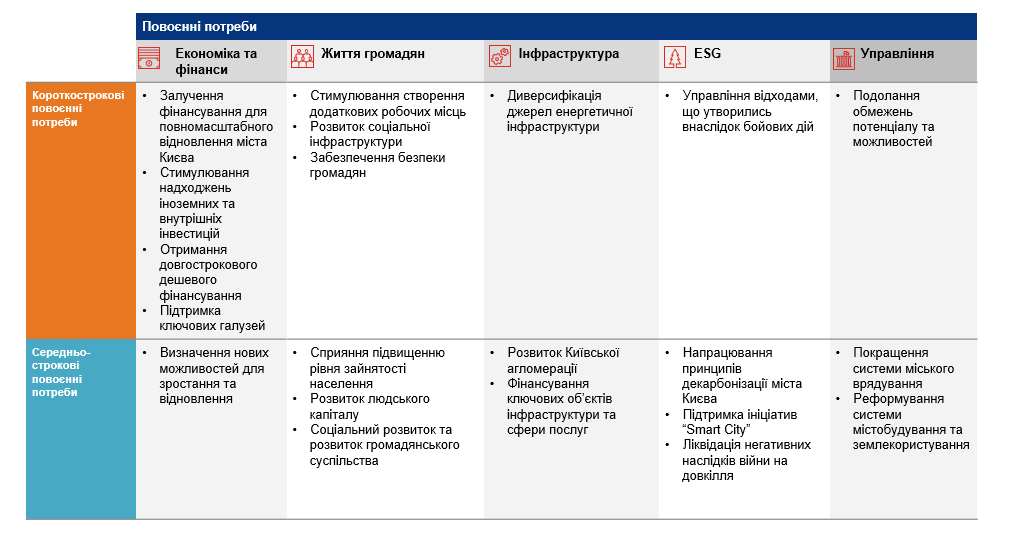 Повоєнні потреби
Економіка та
фінанси
Життя громадян
Інфраструктура
ESG
Управління
Короткострокові
повоєнні
потреби
• Залучення
фінансування для
повномасштабного
відновлення міста
Києва
• Стимулювання
надходжень
іноземних та
внутрішніх
інвестицій
• Отримання
довгострокового
дешевого
фінансування
• Підтримка
ключових галузей
• Стимулювання створення
додаткових робочих місць
• Розвиток соціальної
інфраструктури
• Забезпечення безпеки
громадян
• Диверсифікація
джерел енергетичної
інфраструктури
• Управління відходами,
що утворились
внаслідок бойових дій
• Подолання
обмежень
потенціалу та
можливостей
Середньо-
строкові
повоєнні
потреби
• Визначення нових
можливостей для
зростання та
відновлення
• Сприяння підвищенню
рівня зайнятості
населення
• Розвиток людського
капіталу
• Соціальний розвиток та
розвиток громадянського
суспільства
• Розвиток Київської
агломерації
• Фінансування
ключових об’єктів
інфраструктури та
сфери послуг
• Напрацювання
принципів
декарбонізації міста
Києва
• Підтримка ініціатив
“Smart City”
• Ліквідація негативних
наслідків війни на
довкілля
• Покращення
системи міського
врядування
• Реформування
системи
містобудування та
землекористування